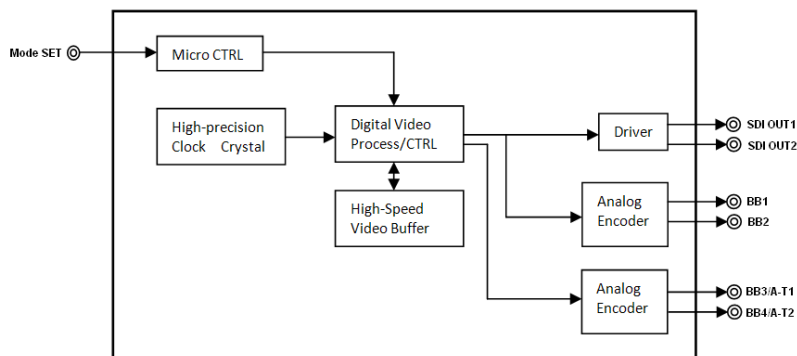 Mode SET
Micro CTRL
High-precision
Clock Crystal
Digital Video
Process/CTRL
High-Speed
Video Buffer
Driver
SDI OUT1
SDI OUT2
Analog
Encoder
BB1
BB2
Analog
Encoder
BB3/A-T1
BB4/A-T2